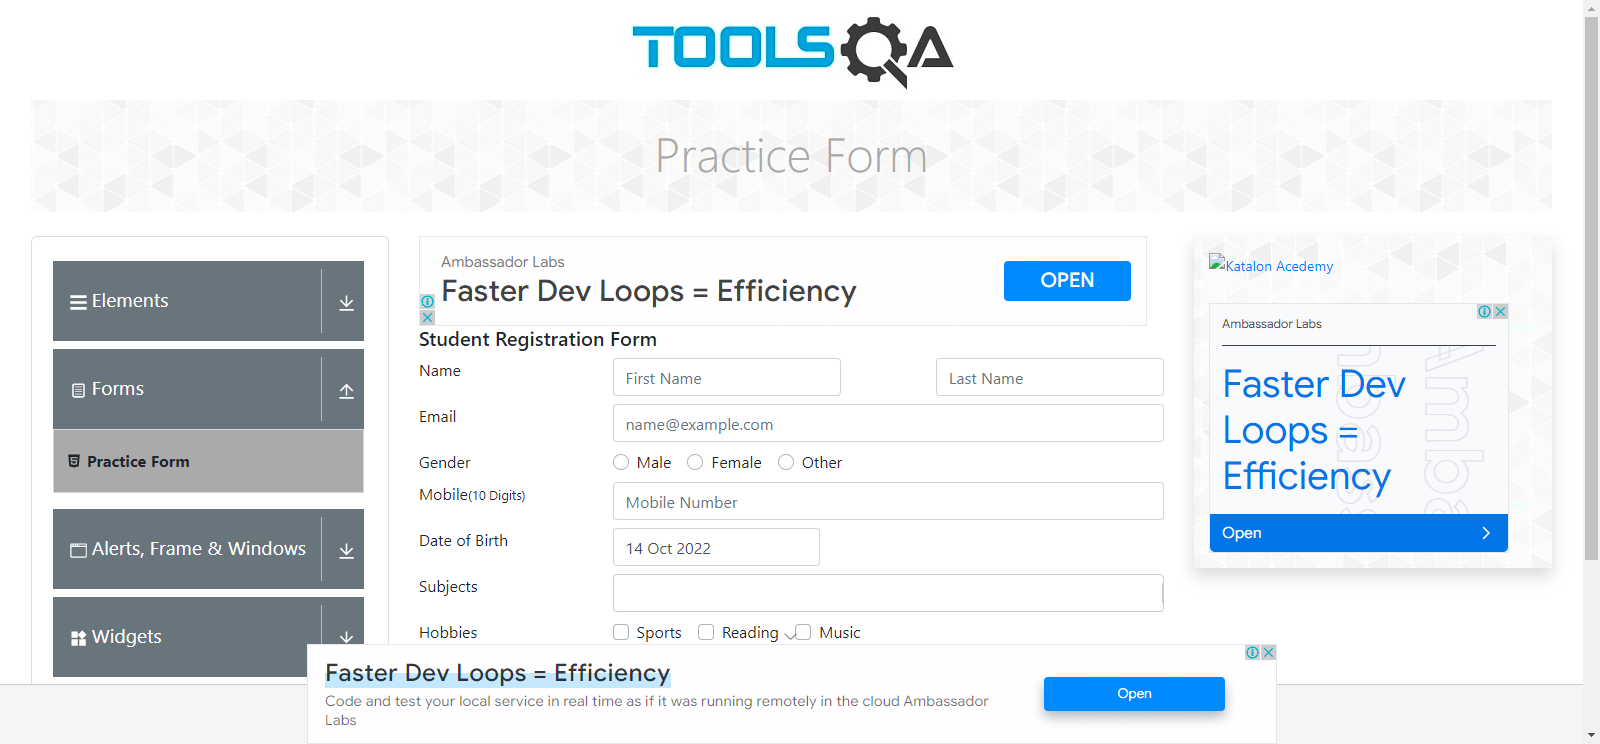 TOOLSQA
Practice Form
Elements
Forms
Practice Form
Alerts, Frame & Windows
Widgets
Ambassador Labs
Faster Dev Loops = Efficiency
OPEN
Student Registration Form
Name
First Name
Last Name
Email
name@example.com
Gender
Male
Female
Other
Mobile(10 Digits)
Mobile Number
Date of Birth
14 Oct 2022
Subjects
Hobbies
Sports
Reading
Music
Katalon Acedemy
Ambassador Labs
Faster Dev
Loops =
Efficiency
Open
Faster Dev Loops = Efficiency
Code and test your local service in real time as if it was running remotely in the cloud Ambassador
Labs
Open